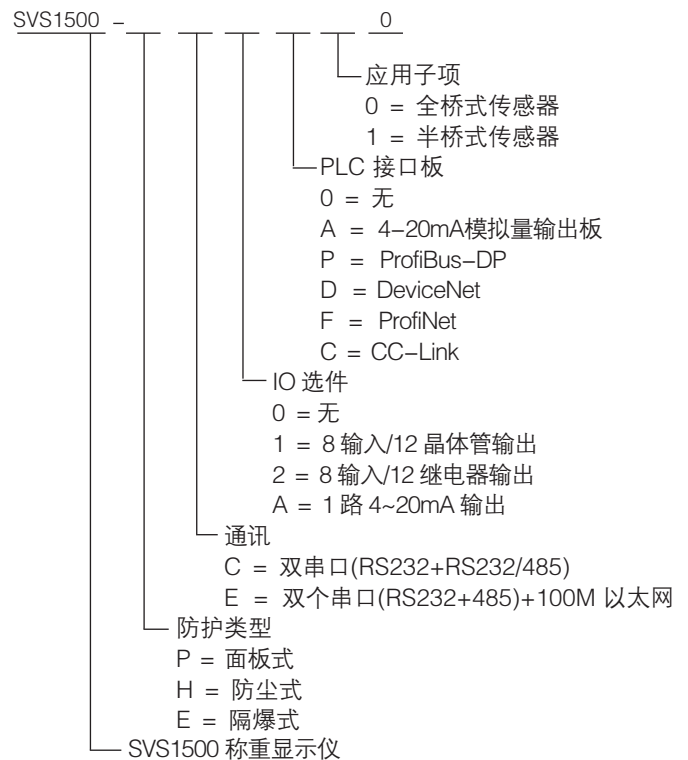 SVS1500 - 0
应用子项
0 = 全桥式传感器
1 = 半桥式传感器
PLC 接口板
0 = 无
A = 4-20mA模拟量输出板
P = ProfiBus-DP
D = DeviceNet
F = ProfiNet
C = CC-Link
IO 选件
0 = 无
1 = 8 输入/12 晶体管输出
2 = 8 输入/12 继电器输出
A = 1 路 4~20mA 输出
通讯
C = 双串口(RS232+RS232/485)
E = 双个串口(RS232+485)+100M 以太网
防护类型
P = 面板式
H = 防尘式
E = 隔爆式
SVS1500 称重显示仪